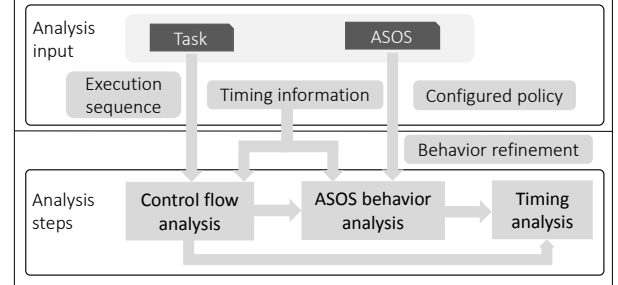 Analysis
input
Task
ASOS
Execution
sequence
Timing information
Configured policy
Behavior refinement
Analysis
steps
Control flow
analysis
ASOS behavior
analysis
Timing
analysis